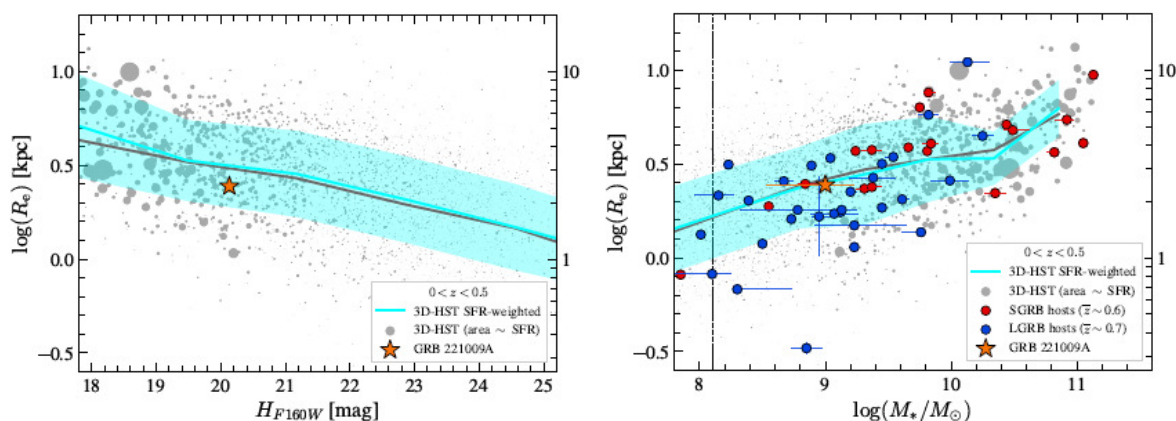 1.0
0.5
0.0
−0.5
log(Re) [kpc]
10
1
18 19 20 21 22 23 24 25
HF160W [mag]
0 < z < 0.5
3D-HST SFR-weighted
3D-HST (area ∼ SFR)
GRB 221009A
1.0
0.5
0.0
−0.5
log(Re) [kpc]
10
1
8 9 10 11
log(M*/M⊙)
0 < z < 0.5
3D-HST SFR-weighted
3D-HST (area ∼ SFR)
SGRB hosts (z̄ ∼ 0.6)
LGRB hosts (z̄ ∼ 0.7)
GRB 221009A